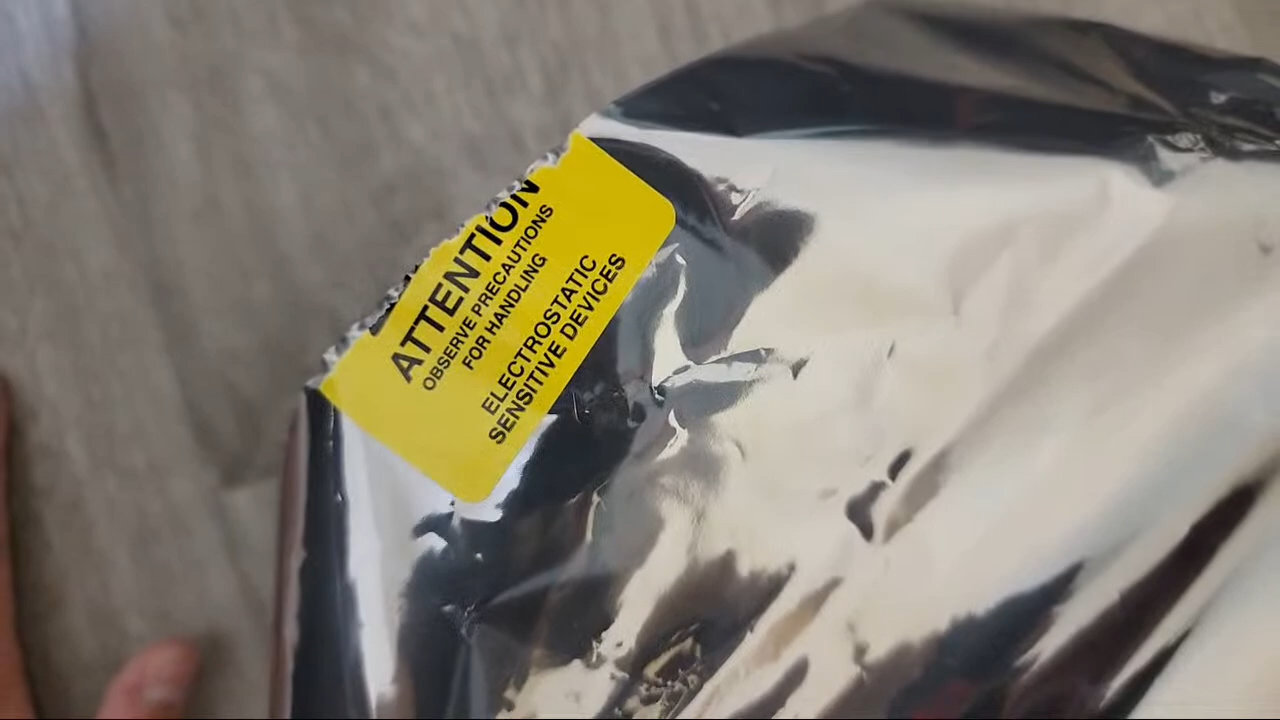 ATTENTION
OBSERVE PRECAUTIONS
FOR HANDLING
ELECTROSTATIC
SENSITIVE DEVICES